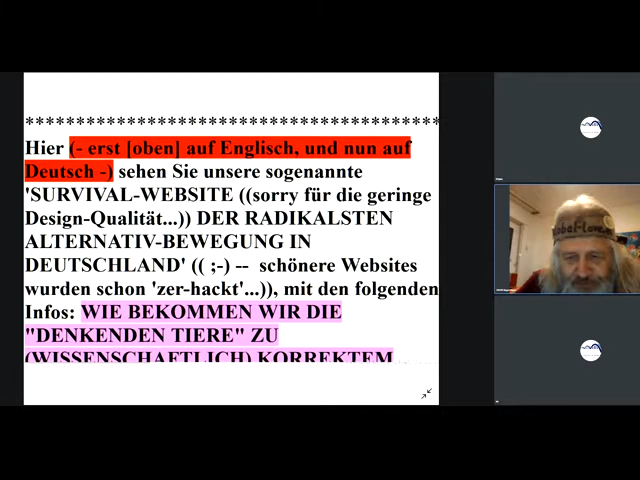 *****************************************
Hier (- erst [oben] auf Englisch, und nun auf
Deutsch -) sehen Sie unsere sogenannte
'SURVIVAL-WEBSITE ((sorry für die geringe
Design-Qualität...)) DER RADIKALSTEN
ALTERNATIV-BEWEGUNG IN
DEUTSCHLAND' (( ;-) -- schönere Websites
wurden schon 'zer-hackt'...)), mit den folgenden
Infos: WIE BEKOMMEN WIR DIE
"DENKENDEN TIERE" ZU
(WISSENSCHAFTLICH) KORREKTEM